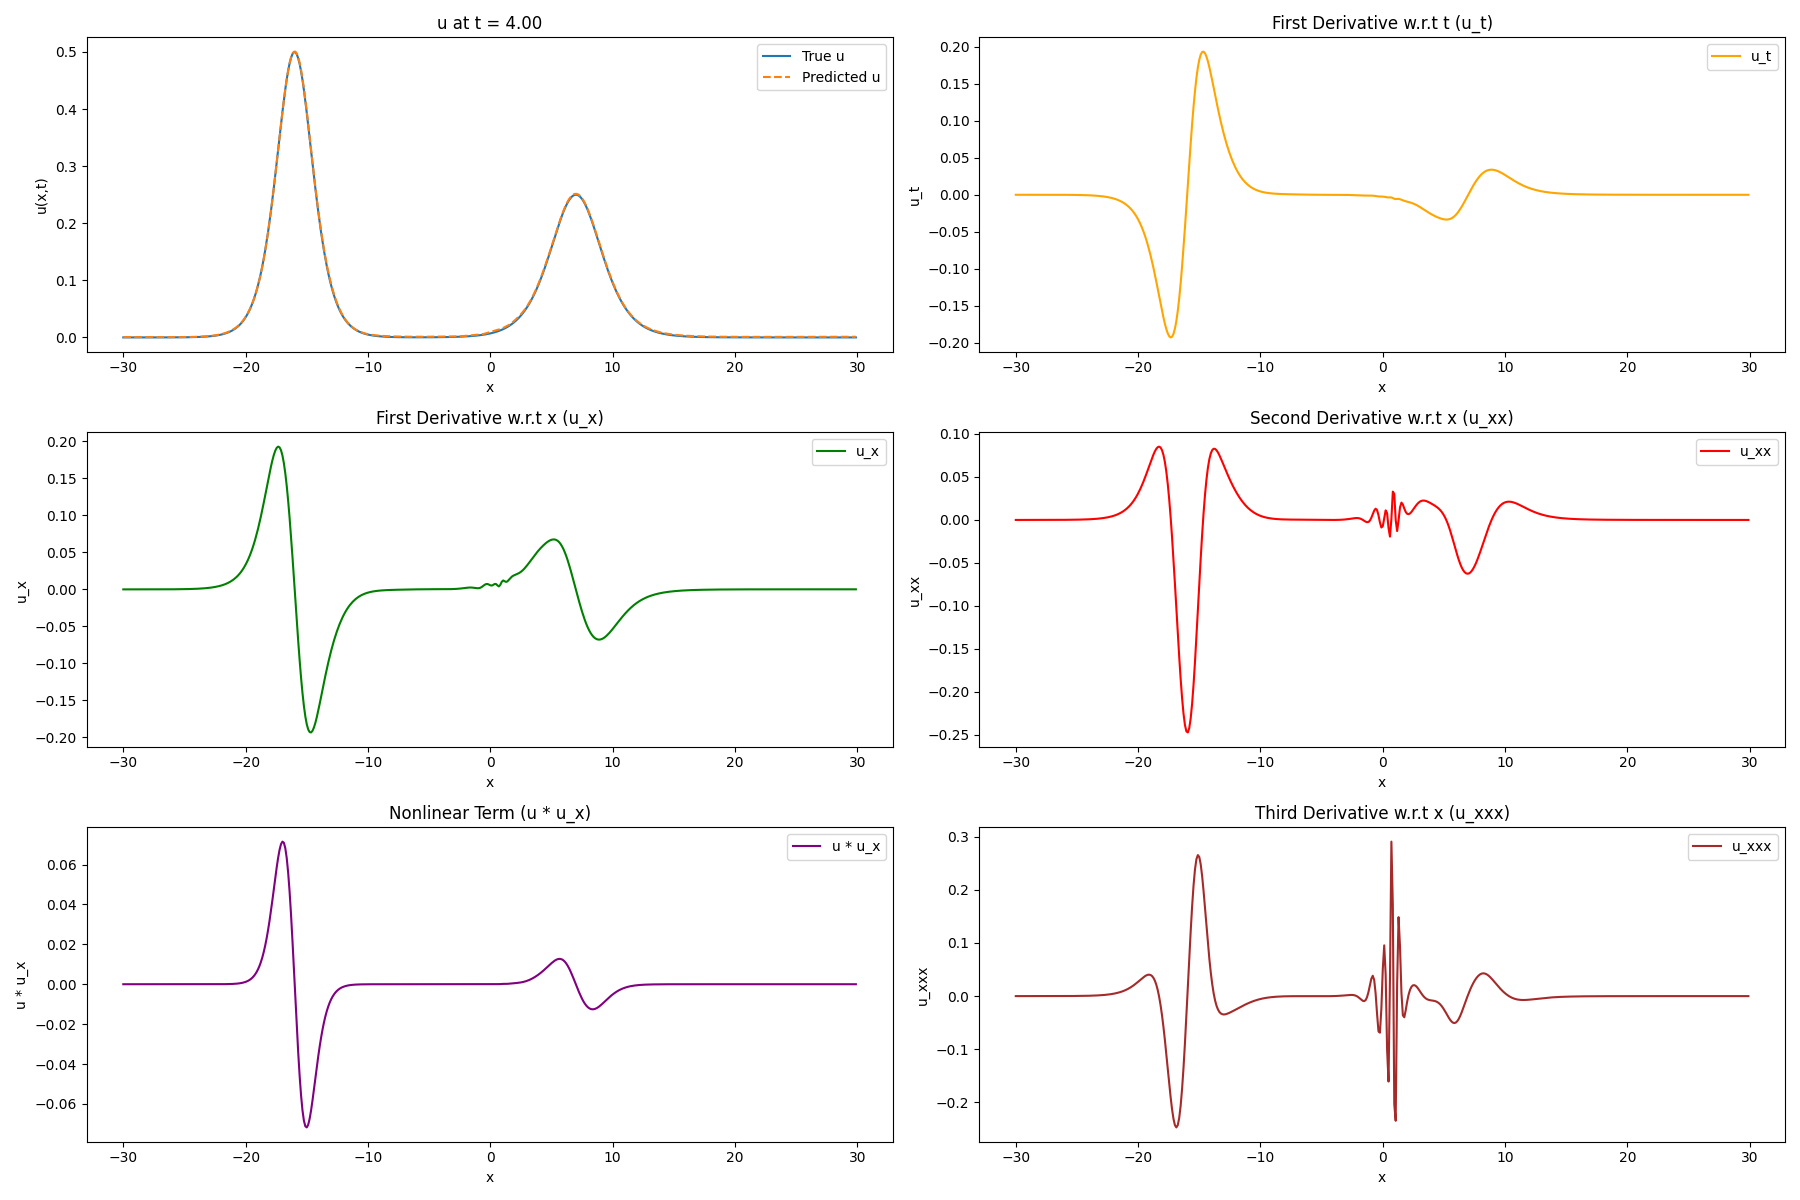 u at t = 4.00
u(x,t)
0.5
0.4
0.3
0.2
0.1
0.0
True u
Predicted u
−30 −20 −10 0 10 20 30
x
First Derivative w.r.t t (u_t)
u_t
0.20
0.15
0.10
0.05
0.00
−0.05
−0.10
−0.15
−0.20
u_t
−30 −20 −10 0 10 20 30
x
First Derivative w.r.t x (u_x)
u_x
0.20
0.15
0.10
0.05
0.00
−0.05
−0.10
−0.15
−0.20
u_x
−30 −20 −10 0 10 20 30
x
Second Derivative w.r.t x (u_xx)
u_xx
0.10
0.05
0.00
−0.05
−0.10
−0.15
−0.20
−0.25
u_xx
−30 −20 −10 0 10 20 30
x
Nonlinear Term (u * u_x)
u * u_x
0.06
0.04
0.02
0.00
−0.02
−0.04
−0.06
u * u_x
−30 −20 −10 0 10 20 30
x
Third Derivative w.r.t x (u_xxx)
u_xxx
0.3
0.2
0.1
0.0
−0.1
−0.2
u_xxx
−30 −20 −10 0 10 20 30
x